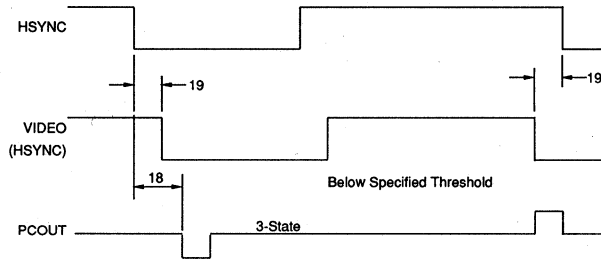 HSYNC
19
19
VIDEO
(HSYNC)
18
Below Specified Threshold
PCOUT
3-State